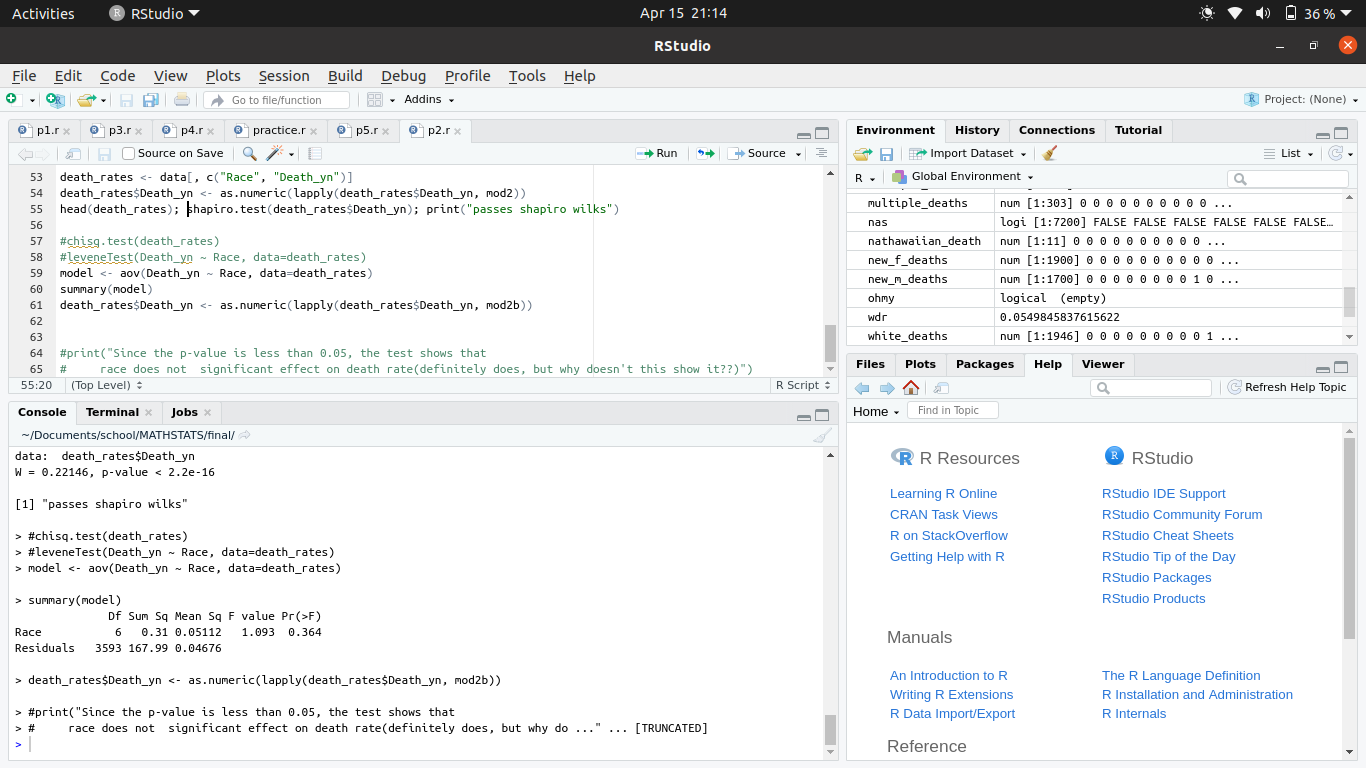 Activities RStudio Apr 15 21:14 36 %
RStudio
File Edit Code View Plots Session Build Debug Profile Tools Help
Go to file/function Addins Project: (None)
p1.r p3.r p4.r practice.r p5.r p2.r
Source on Save Run Source
53 death_rates <- data[, c("Race", "Death_yn")]
54 death_rates$Death_yn <- as.numeric(lapply(death_rates$Death_yn, mod2))
55 head(death_rates); shapiro.test(death_rates$Death_yn); print("passes shapiro wilks")
56
57 #chisq.test(death_rates)
58 #leveneTest(Death_yn ~ Race, data=death_rates)
59 model <- aov(Death_yn ~ Race, data=death_rates)
60 summary(model)
61 death_rates$Death_yn <- as.numeric(lapply(death_rates$Death_yn, mod2b))
62
63
64 #print("Since the p-value is less than 0.05, the test shows that
65 #     race does not  significant effect on death rate(definitely does, but why doesn't this show it??)")
55:20 (Top Level) R Script
Console Terminal Jobs
~/Documents/school/MATHSTATS/final/
data:  death_rates$Death_yn
W = 0.22146, p-value < 2.2e-16
[1] "passes shapiro wilks"
> #chisq.test(death_rates)
> #leveneTest(Death_yn ~ Race, data=death_rates)
> model <- aov(Death_yn ~ Race, data=death_rates)
> summary(model)
Df Sum Sq Mean Sq F value Pr(>F)
Race 6 0.31 0.05112 1.093 0.364
Residuals 3593 167.99 0.04676
> death_rates$Death_yn <- as.numeric(lapply(death_rates$Death_yn, mod2b))
> #print("Since the p-value is less than 0.05, the test shows that
> #     race does not  significant effect on death rate(definitely does, but why do ..." ... [TRUNCATED]
>
Environment History Connections Tutorial
Import Dataset List
R Global Environment
multiple_deaths num [1:303] 0 0 0 0 0 0 0 0 0 0 ...
nas logi [1:7200] FALSE FALSE FALSE FALSE FALSE FALSE…
nathawaiian_death num [1:11] 0 0 0 0 0 0 0 0 0 0 ...
new_f_deaths num [1:1900] 0 0 0 0 0 0 0 0 0 0 ...
new_m_deaths num [1:1700] 0 0 0 0 0 0 0 0 1 0 ...
ohmy logical (empty)
wdr 0.0549845837615622
white_deaths num [1:1946] 0 0 0 0 0 0 0 0 0 1 ...
Files Plots Packages Help Viewer
Refresh Help Topic
Home Find in Topic
R Resources RStudio
Learning R Online RStudio IDE Support
CRAN Task Views RStudio Community Forum
R on StackOverflow RStudio Cheat Sheets
Getting Help with R RStudio Tip of the Day
RStudio Packages
RStudio Products
Manuals
An Introduction to R The R Language Definition
Writing R Extensions R Installation and Administration
R Data Import/Export R Internals
Reference